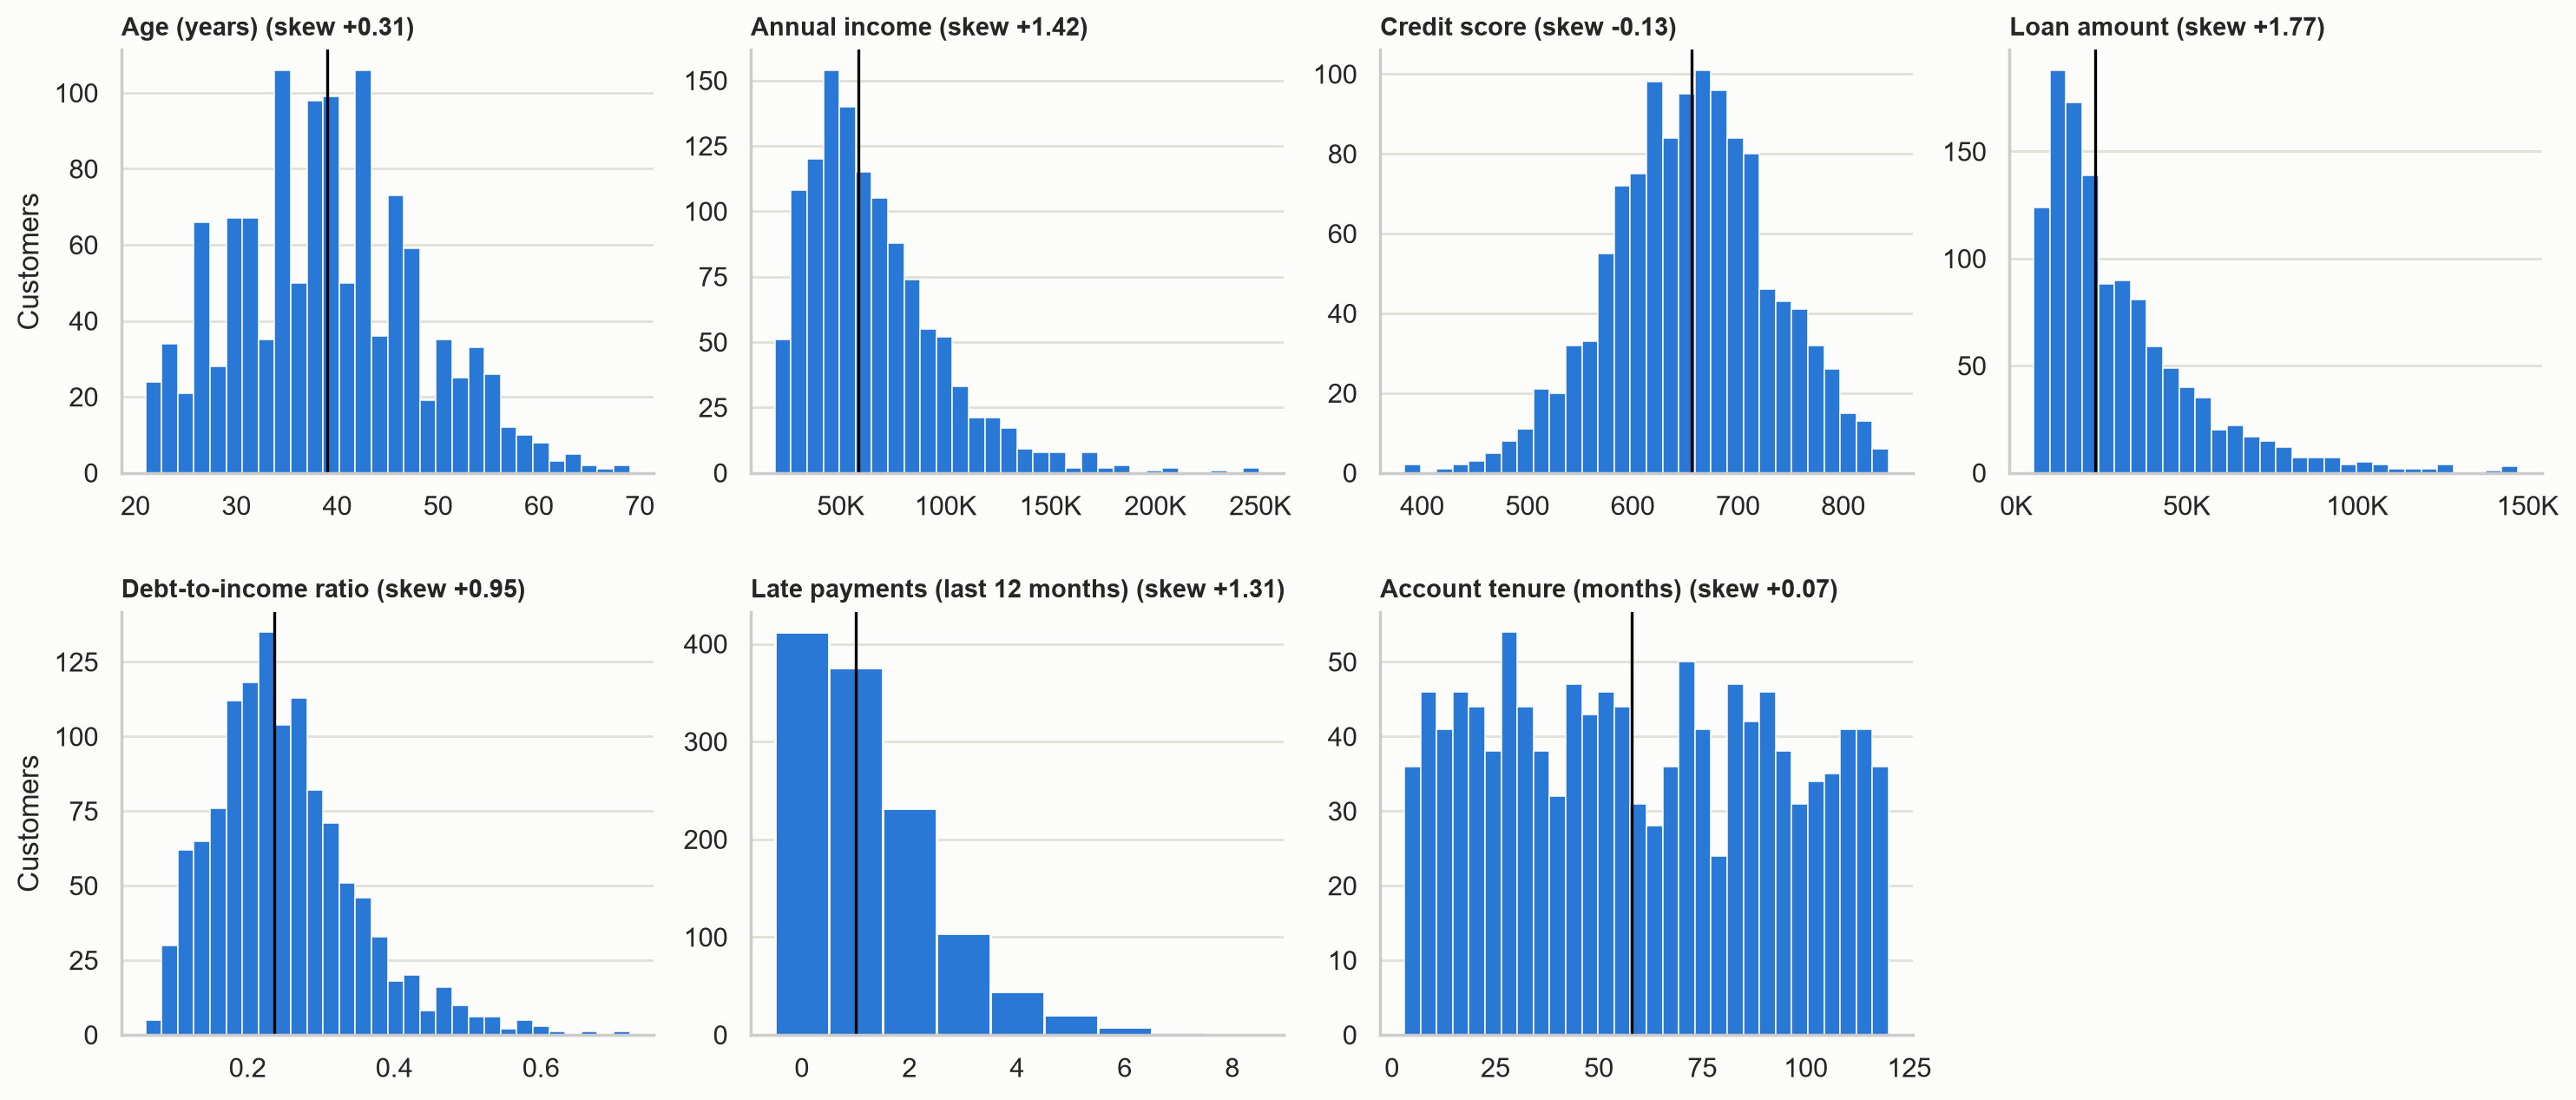 Age (years) (skew +0.31)
100
80
60
40
20
0
20 30 40 50 60 70
Customers
Annual income (skew +1.42)
150
125
100
75
50
25
0
50K 100K 150K 200K 250K
Credit score (skew -0.13)
100
80
60
40
20
0
400 500 600 700 800
Loan amount (skew +1.77)
150
100
50
0
0K 50K 100K 150K
Debt-to-income ratio (skew +0.95)
125
100
75
50
25
0
0.2 0.4 0.6
Customers
Late payments (last 12 months) (skew +1.31)
400
300
200
100
0
0 2 4 6 8
Account tenure (months) (skew +0.07)
50
40
30
20
10
0
0 25 50 75 100 125